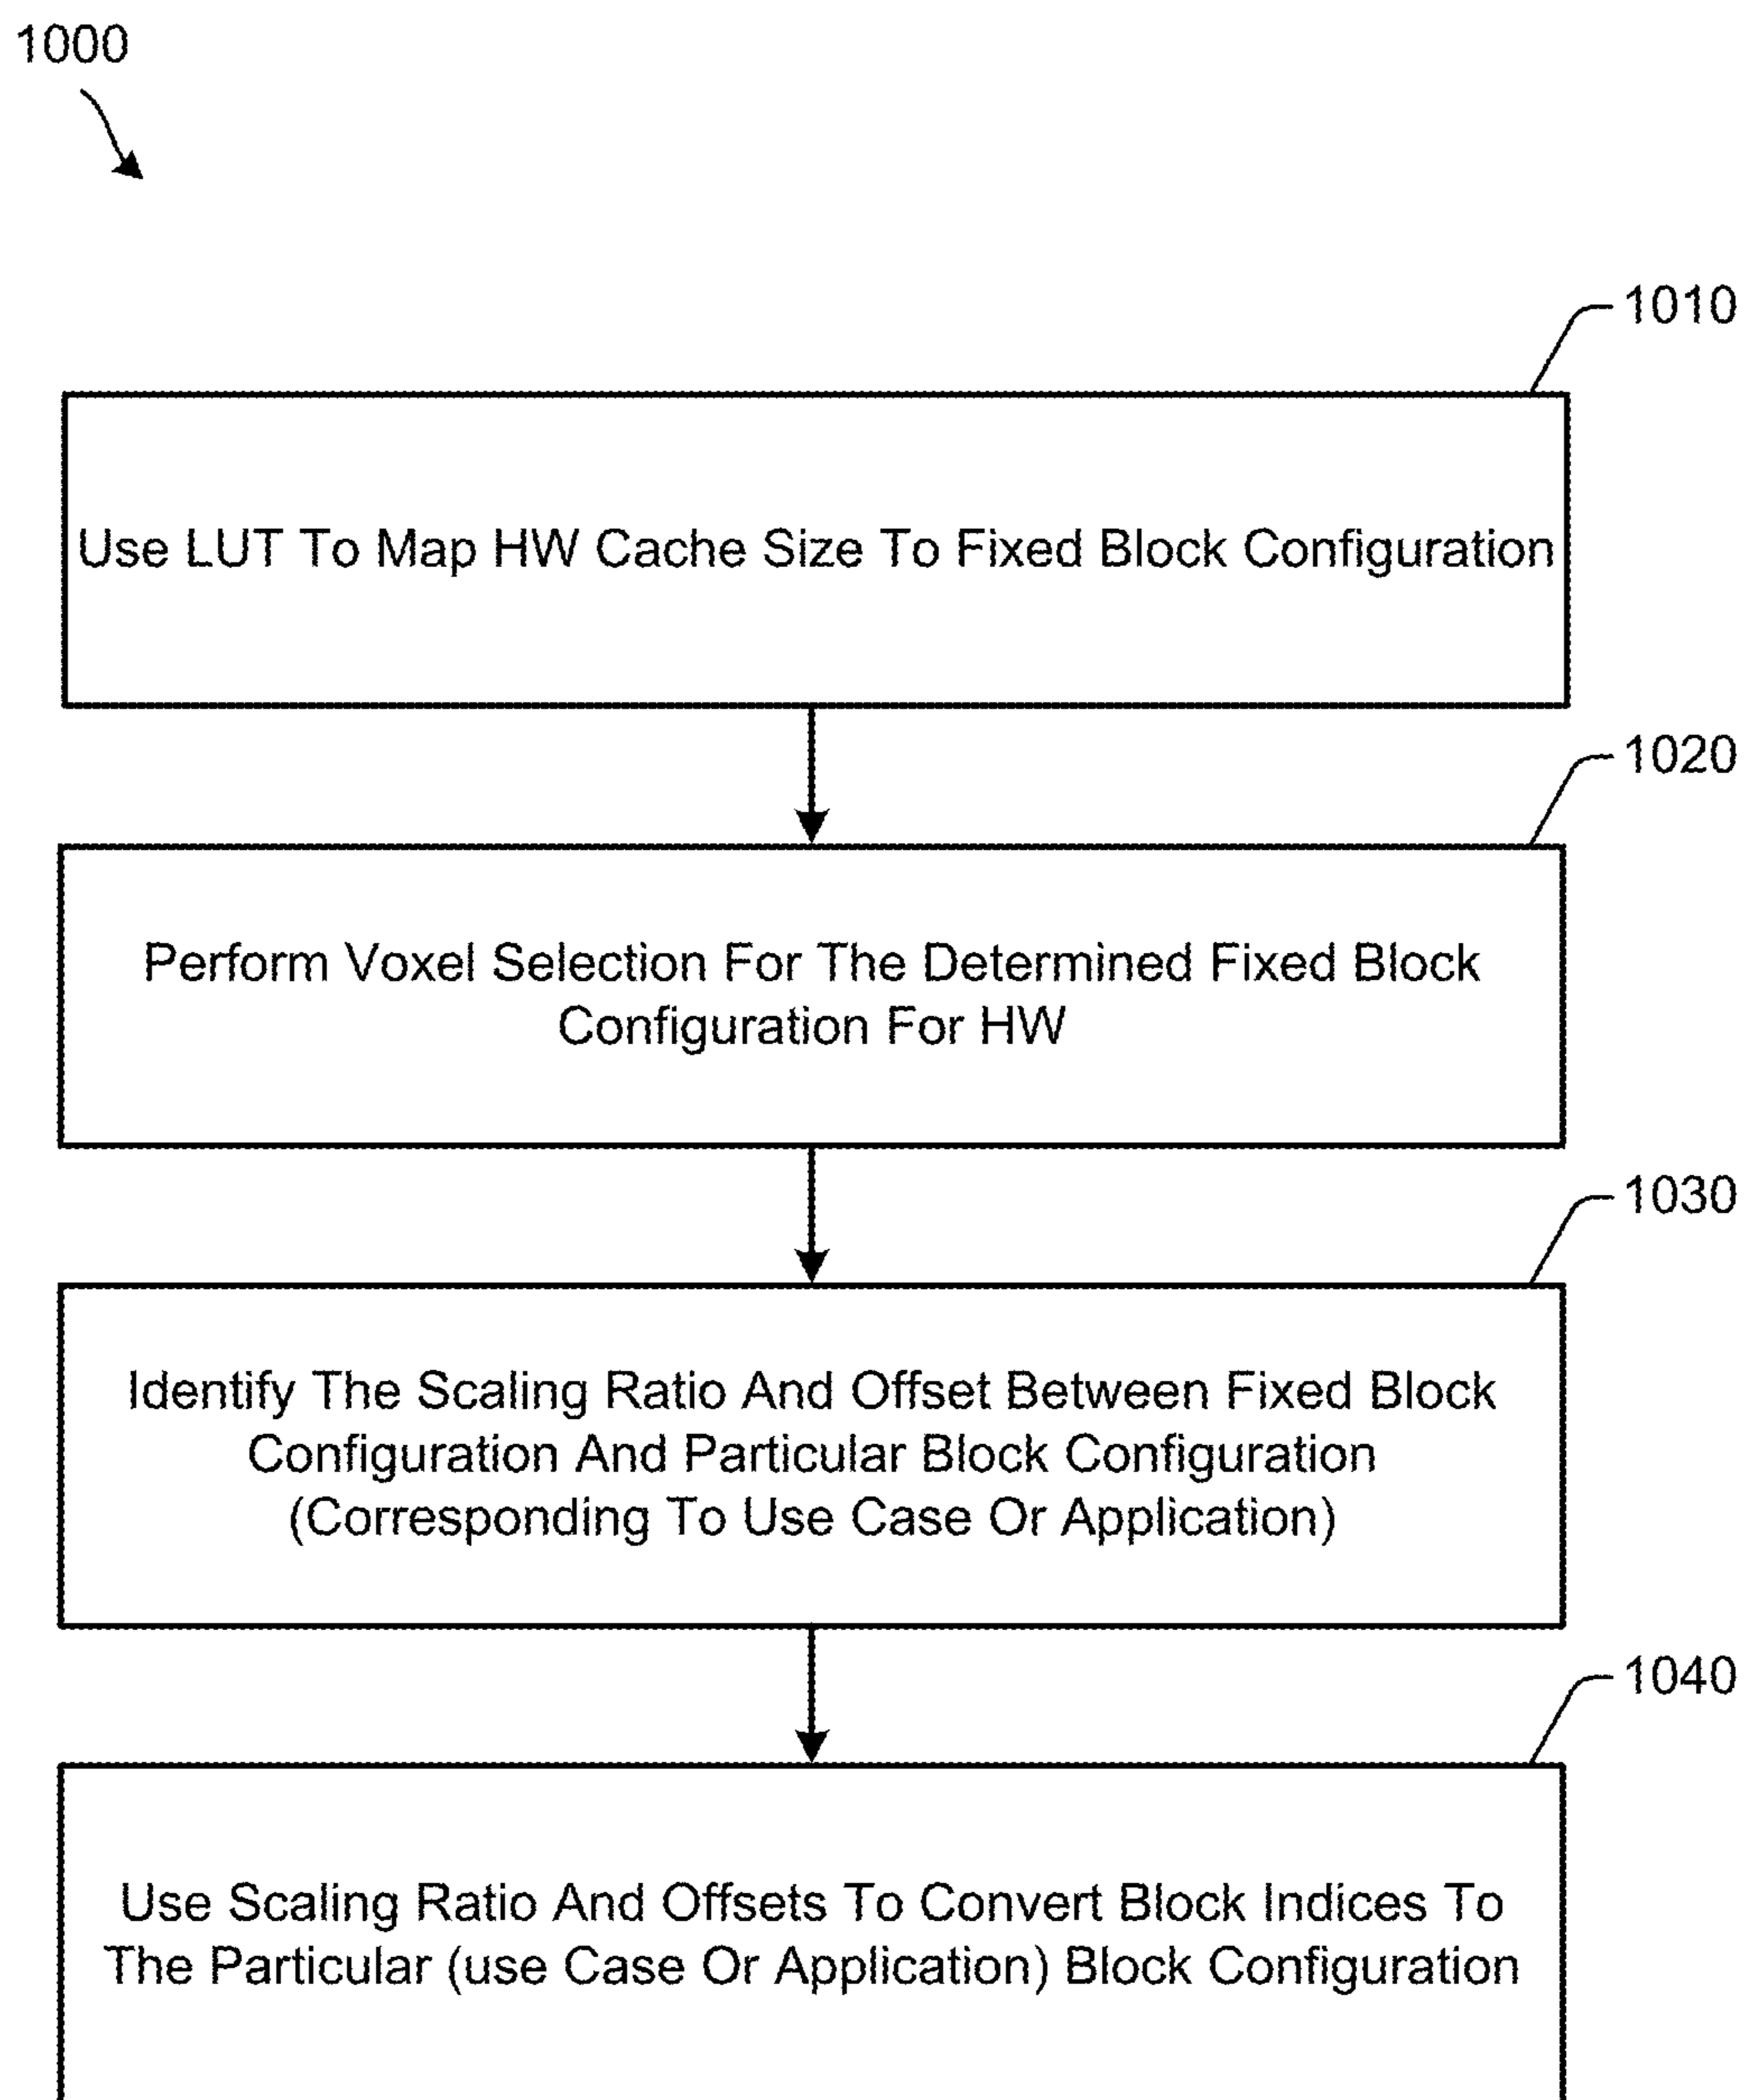 1000
1010
Use LUT To Map HW Cache Size To Fixed Block Configuration
1020
Perform Voxel Selection For The Determined Fixed Block
Configuration For HW
1030
Identify The Scaling Ratio And Offset Between Fixed Block
Configuration And Particular Block Configuration
(Corresponding To Use Case Or Application)
1040
Use Scaling Ratio And Offsets To Convert Block Indices To
The Particular (use Case Or Application) Block Configuration